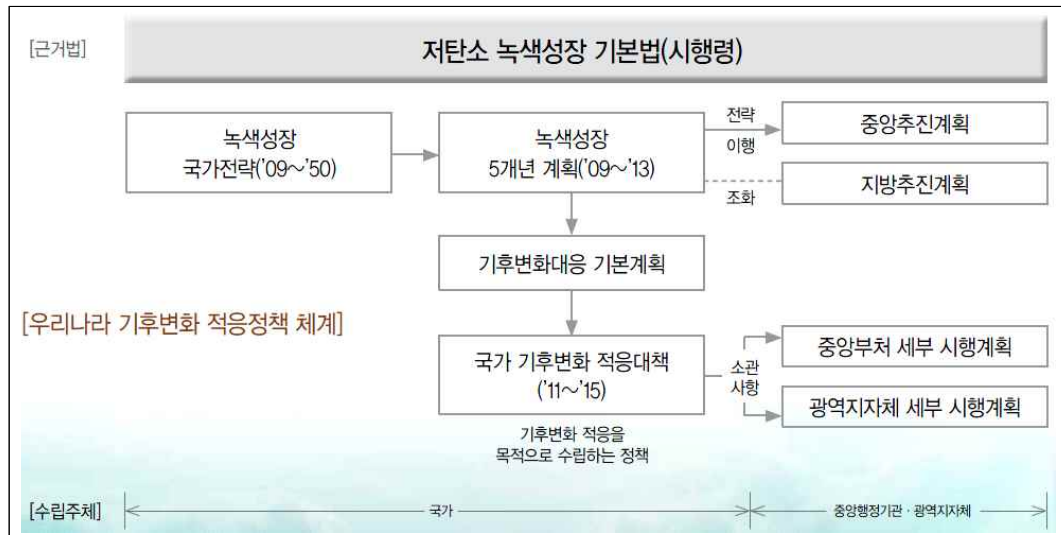 [근거법]
저탄소 녹색성장 기본법(시행령)
녹색성장
국가전략('09~'50)
녹색성장
5개년 계획('09~'13)
전략
이행
중앙추진계획
조화
지방추진계획
기후변화대응 기본계획
[우리나라 기후변화 적응정책 체계]
국가 기후변화 적응대책
('11~'15)
소관
사항
중앙부처 세부 시행계획
광역지자체 세부 시행계획
기후변화 적응을
목적으로 수립하는 정책
[수립주체]
국가
중앙행정기관·광역지자체